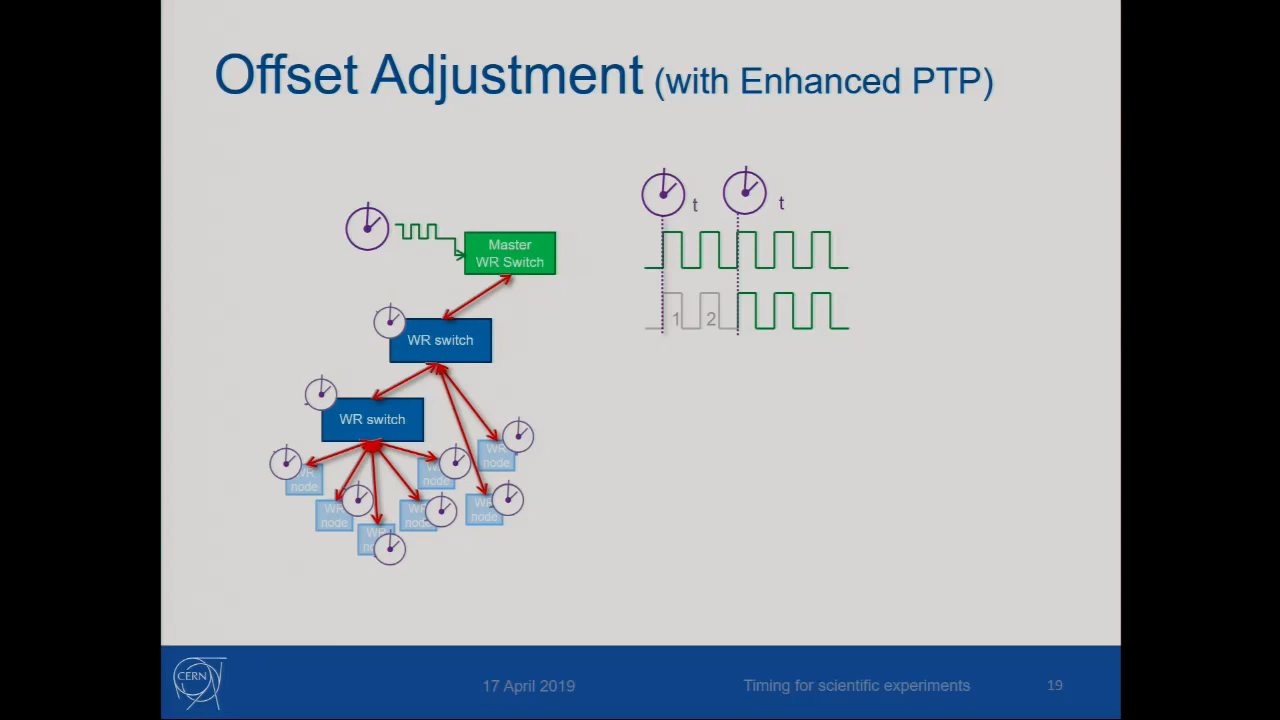 Offset Adjustment (with Enhanced PTP)
t
t
Master
WR Switch
1
2
WR switch
WR switch
WR
node
WR
node
WR
node
WR
node
WR
node
WR
node
WR
CERN
17 April 2019
Timing for scientific experiments
19